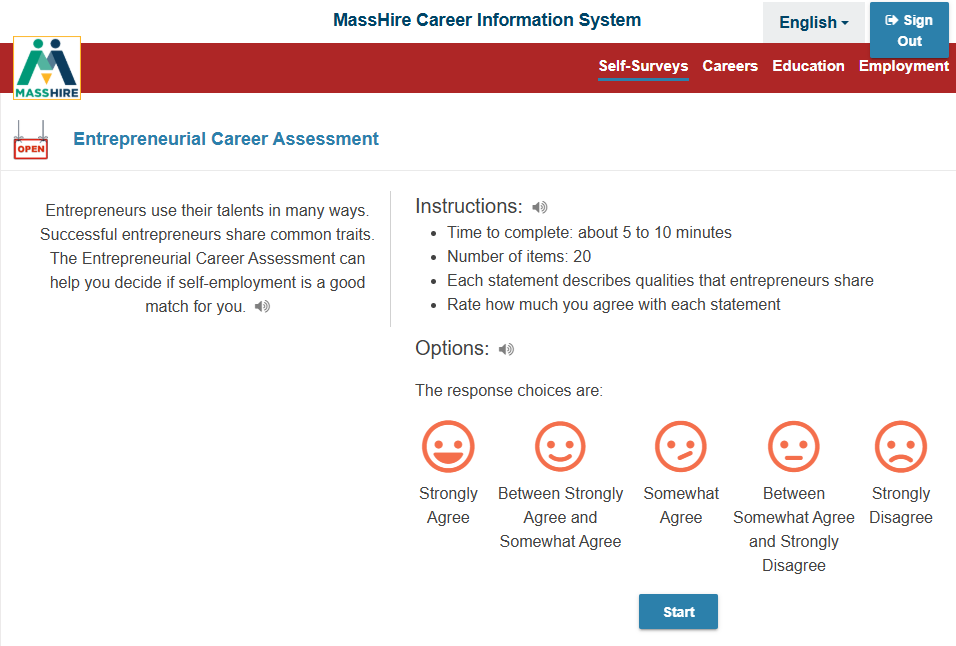 MassHire Career Information System
English
Sign
Out
MASSHIRE
Self-Surveys Careers Education Employment
OPEN
Entrepreneurial Career Assessment
Entrepreneurs use their talents in many ways.
Successful entrepreneurs share common traits.
The Entrepreneurial Career Assessment can
help you decide if self-employment is a good
match for you.
Instructions:
Time to complete: about 5 to 10 minutes
Number of items: 20
Each statement describes qualities that entrepreneurs share
Rate how much you agree with each statement
Options:
The response choices are:
Strongly
Agree
Between Strongly
Agree and
Somewhat Agree
Somewhat
Agree
Between
Somewhat Agree
and Strongly
Disagree
Strongly
Disagree
Start